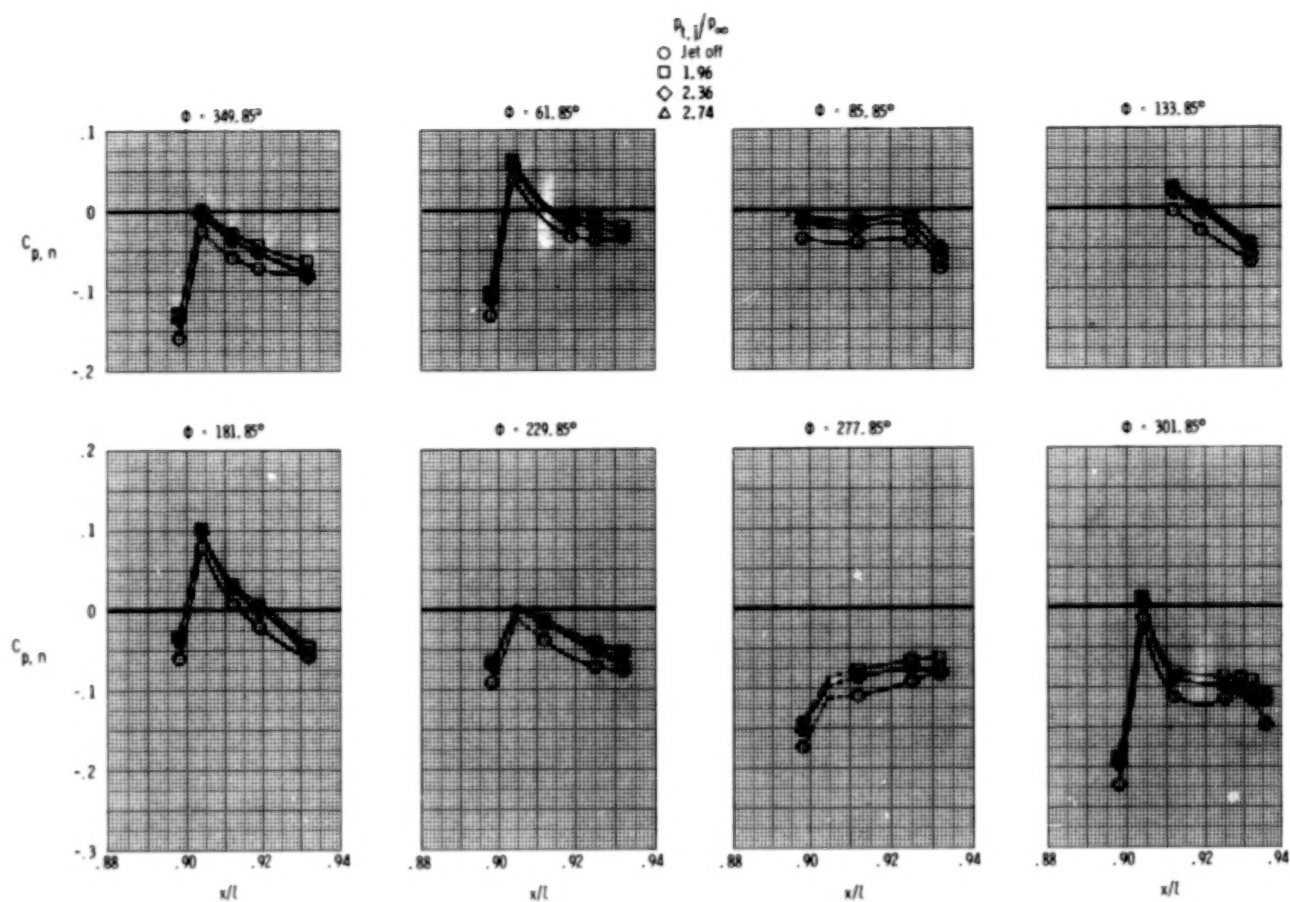 p_t,j/p_∞
Jet off
1.96
2.36
2.74
Φ - 349.85°
Φ - 61.85°
Φ - 85.85°
Φ - 133.85°
.1
0
C_p,n
-.1
-.2
Φ - 181.85°
Φ - 229.85°
Φ - 277.85°
Φ - 301.85°
.2
.1
0
C_p,n
-.1
-.2
-.3
.88 .90 .92 .94 .88 .90 .92 .94 .88 .90 .92 .94 .88 .90 .92 .94
x/l x/l x/l x/l